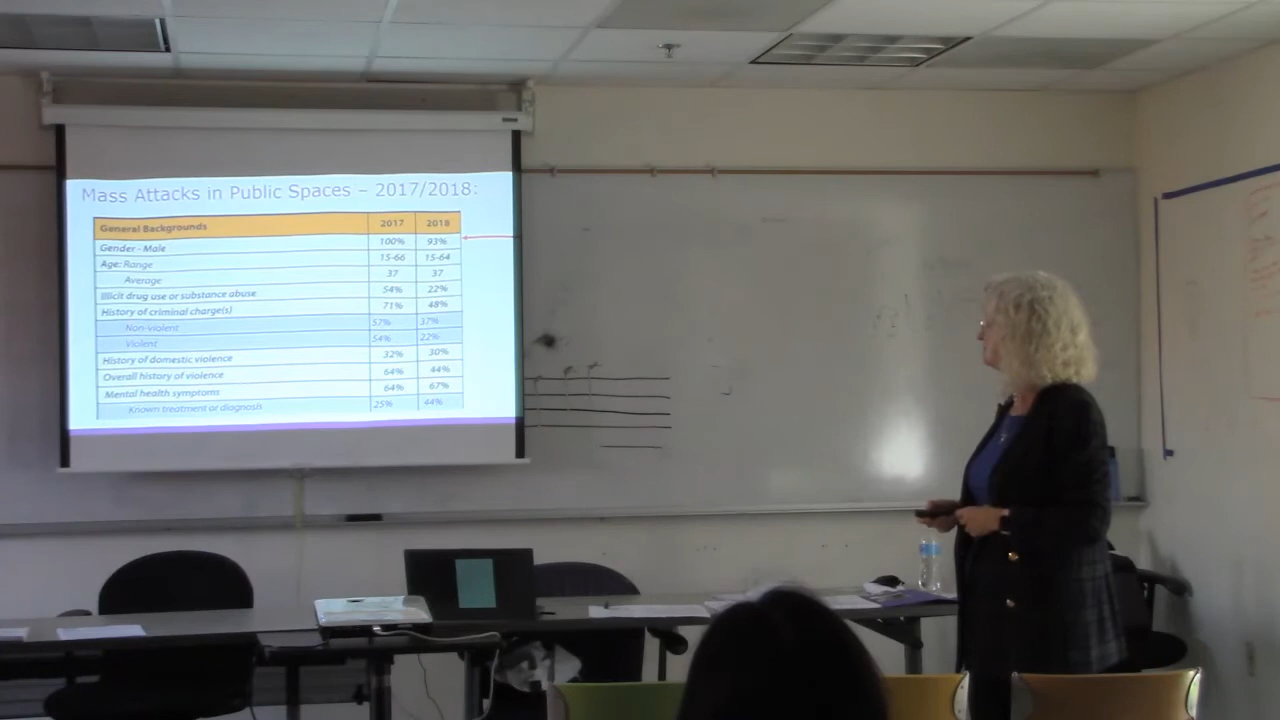 Mass Attacks in Public Spaces – 2017/2018:
General Backgrounds 2017 2018
Gender - Male 100% 93%
Age: Range 15-66 15-64
Average 37 37
Illicit drug use or substance abuse 54% 22%
History of criminal charge(s) 71% 48%
Non-violent 57% 37%
Violent 54% 22%
History of domestic violence 32% 30%
Overall history of violence 64% 44%
Mental health symptoms 64% 67%
Known treatment or diagnosis 25% 44%